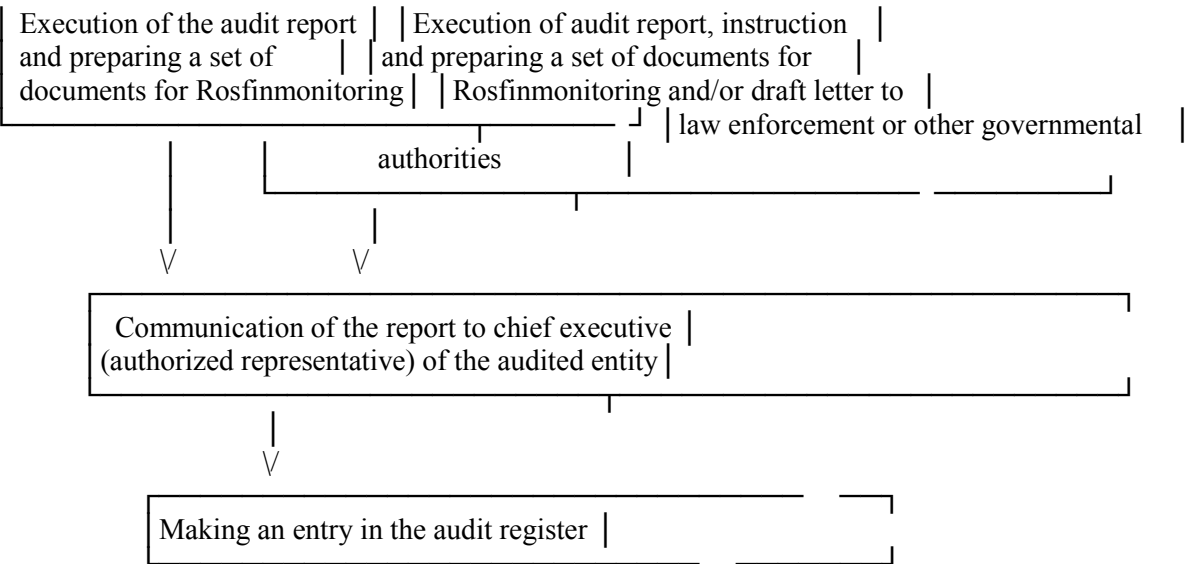 Execution of the audit report Execution of audit report, instruction
and preparing a set of and preparing a set of documents for
documents for Rosfinmonitoring Rosfinmonitoring and/or draft letter to
law enforcement or other governmental
authorities
Communication of the report to chief executive
(authorized representative) of the audited entity
Making an entry in the audit register